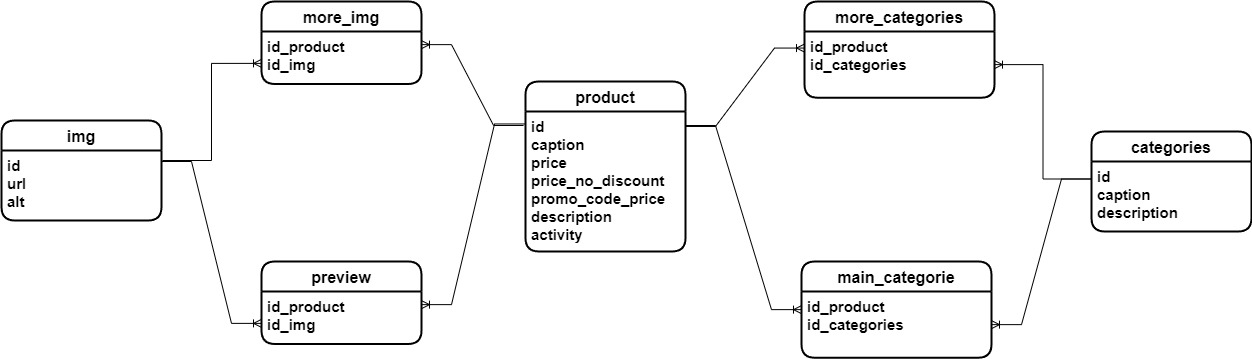 more_img
id_product
id_img
img
id
url
alt
preview
id_product
id_img
product
id
caption
price
price_no_discount
promo_code_price
description
activity
more_categories
id_product
id_categories
main_categorie
id_product
id_categories
categories
id
caption
description